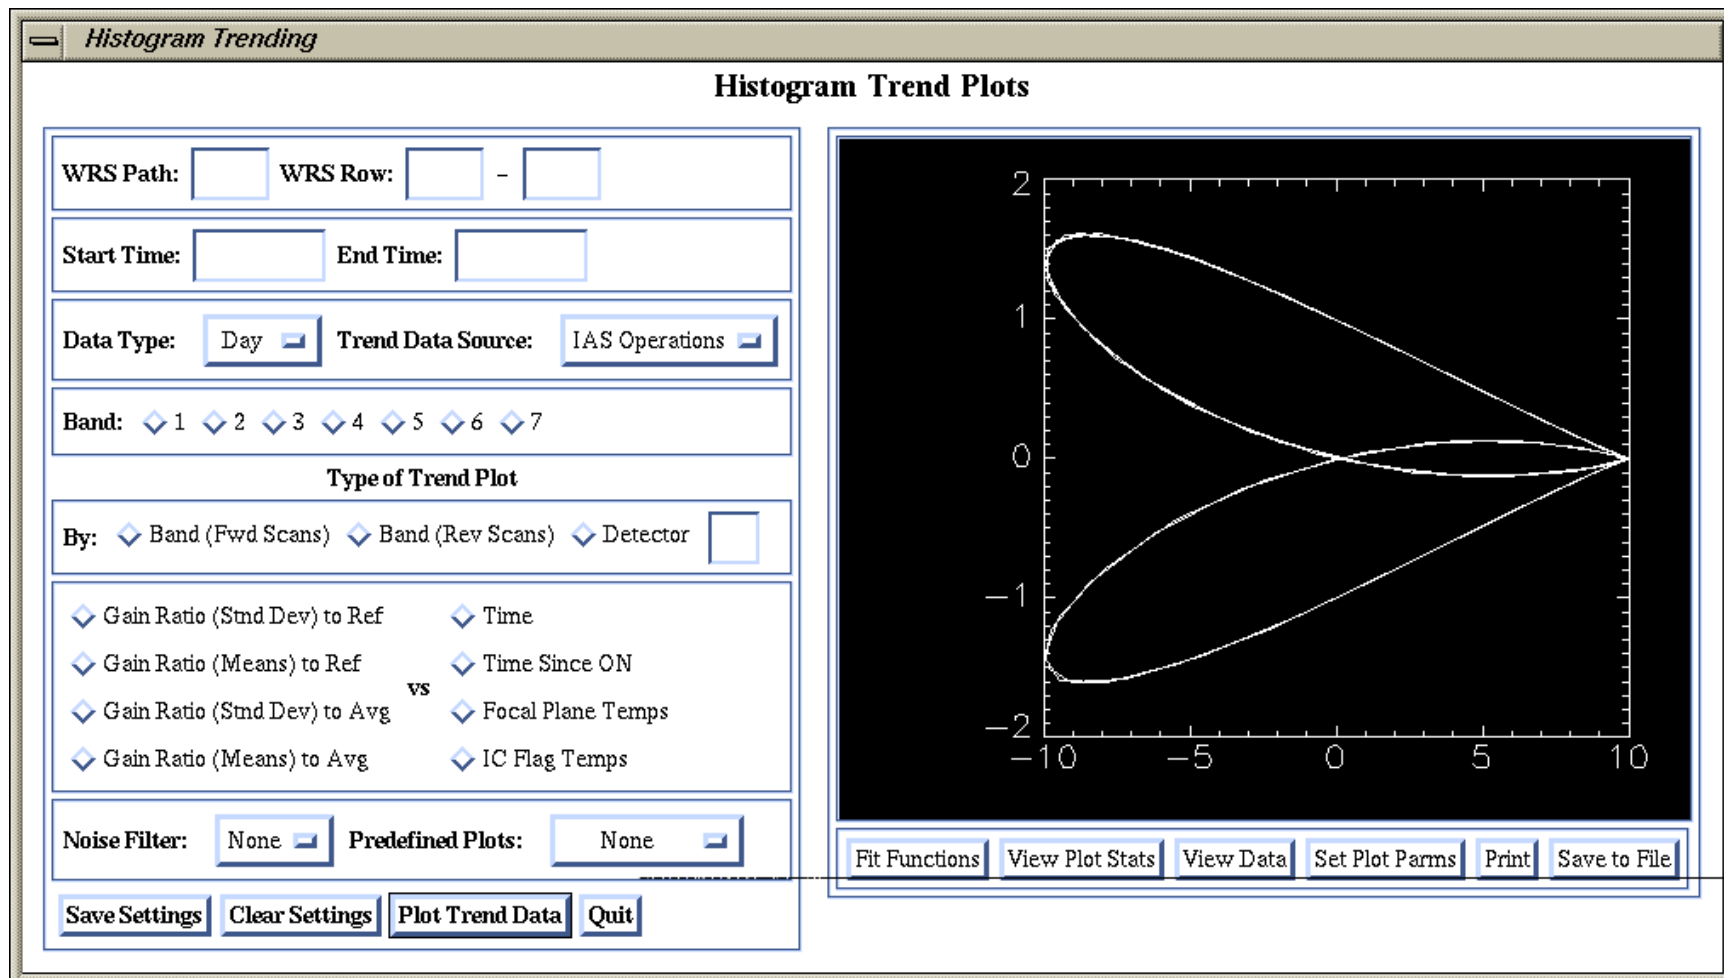 Histogram Trending
Histogram Trend Plots
WRS Path: WRS Row: –
Start Time: End Time:
Data Type: Day Trend Data Source: IAS Operations
Band: 1 2 3 4 5 6 7
Type of Trend Plot
By: Band (Fwd Scans) Band (Rev Scans) Detector
Gain Ratio (Stnd Dev) to Ref Time
Gain Ratio (Means) to Ref Time Since ON
vs
Gain Ratio (Stnd Dev) to Avg Focal Plane Temps
Gain Ratio (Means) to Avg IC Flag Temps
Noise Filter: None Predefined Plots: None
Save Settings Clear Settings Plot Trend Data Quit
2
1
0
−1
−2
−10 −5 0 5 10
Fit Functions View Plot Stats View Data Set Plot Parms Print Save to File